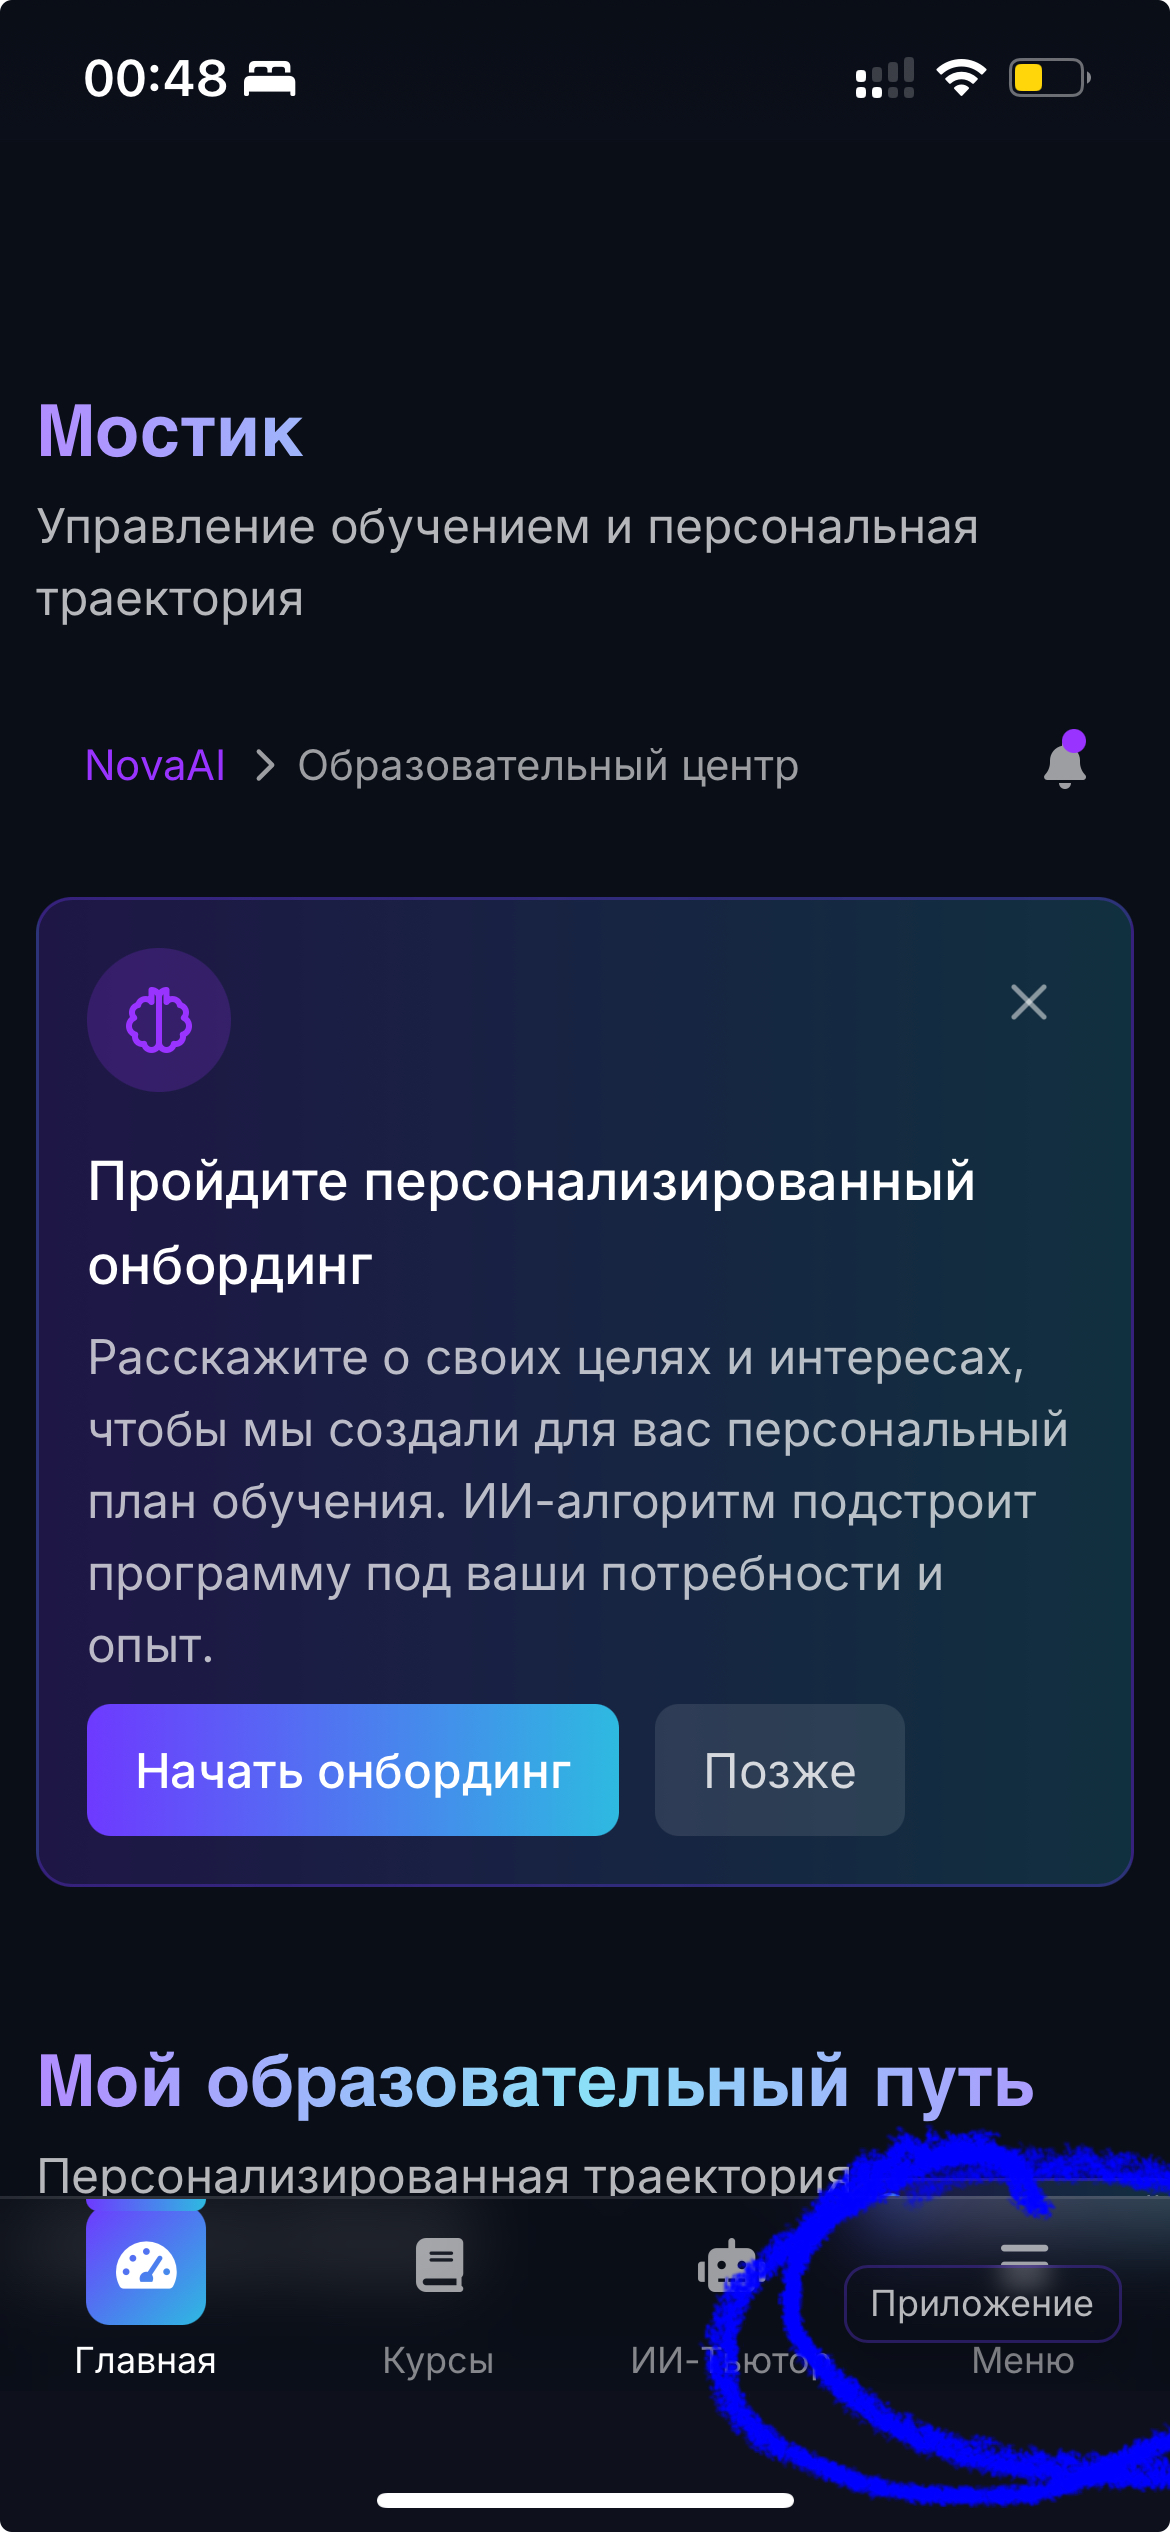 00:48
Мостик
Управление обучением и персональная
траектория
NovaAI > Образовательный центр
Пройдите персонализированный
онбординг
Расскажите о своих целях и интересах,
чтобы мы создали для вас персональный
план обучения. ИИ-алгоритм подстроит
программу под ваши потребности и
опыт.
Начать онбординг
Позже
Мой образовательный путь
Персонализированная траектория
Приложение
Главная
Курсы
ИИ-Тьютор
Меню